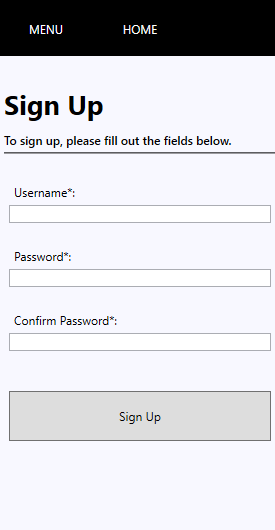 MENU HOME
Sign Up
To sign up, please fill out the fields below.
Username*:
Password*:
Confirm Password*:
Sign Up